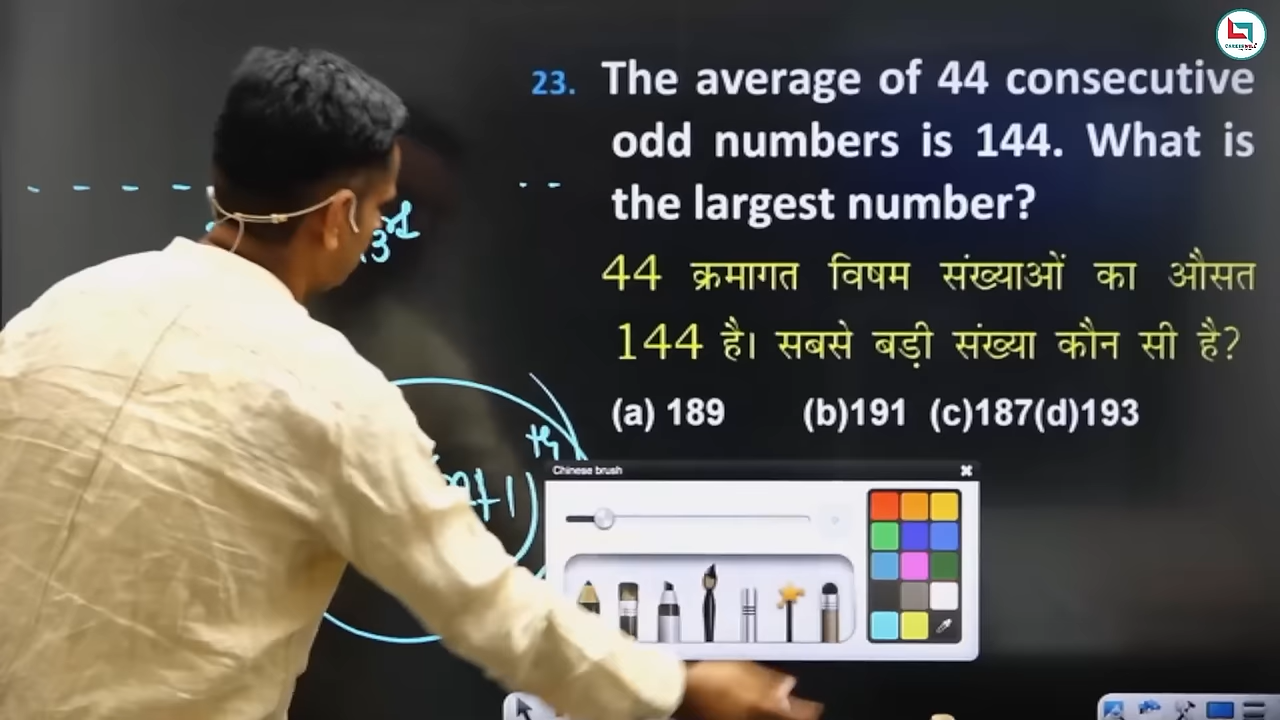 23. The average of 44 consecutive
odd numbers is 144. What is
the largest number?
44 क्रमागत विषम संख्याओं का औसत
144 है। सबसे बड़ी संख्या कौन सी है?
(a) 189 (b)191 (c)187(d)193
Chinese brush